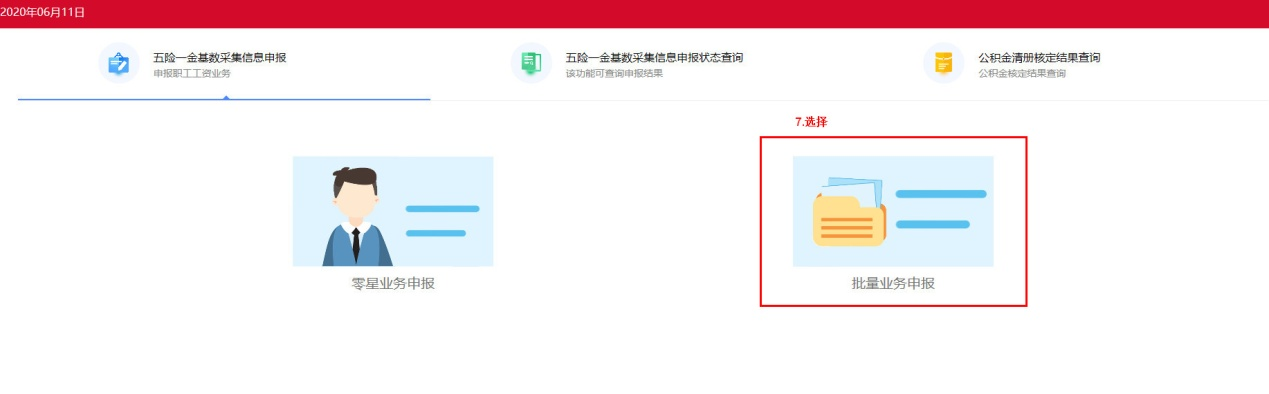 2020年06月11日
五险一金基数采集信息申报
申报职工工资业务
五险一金基数采集信息申报状态查询
该功能可查询申报结果
公积金清册核定结果查询
公积金核定结果查询
7.选择
零星业务申报
批量业务申报